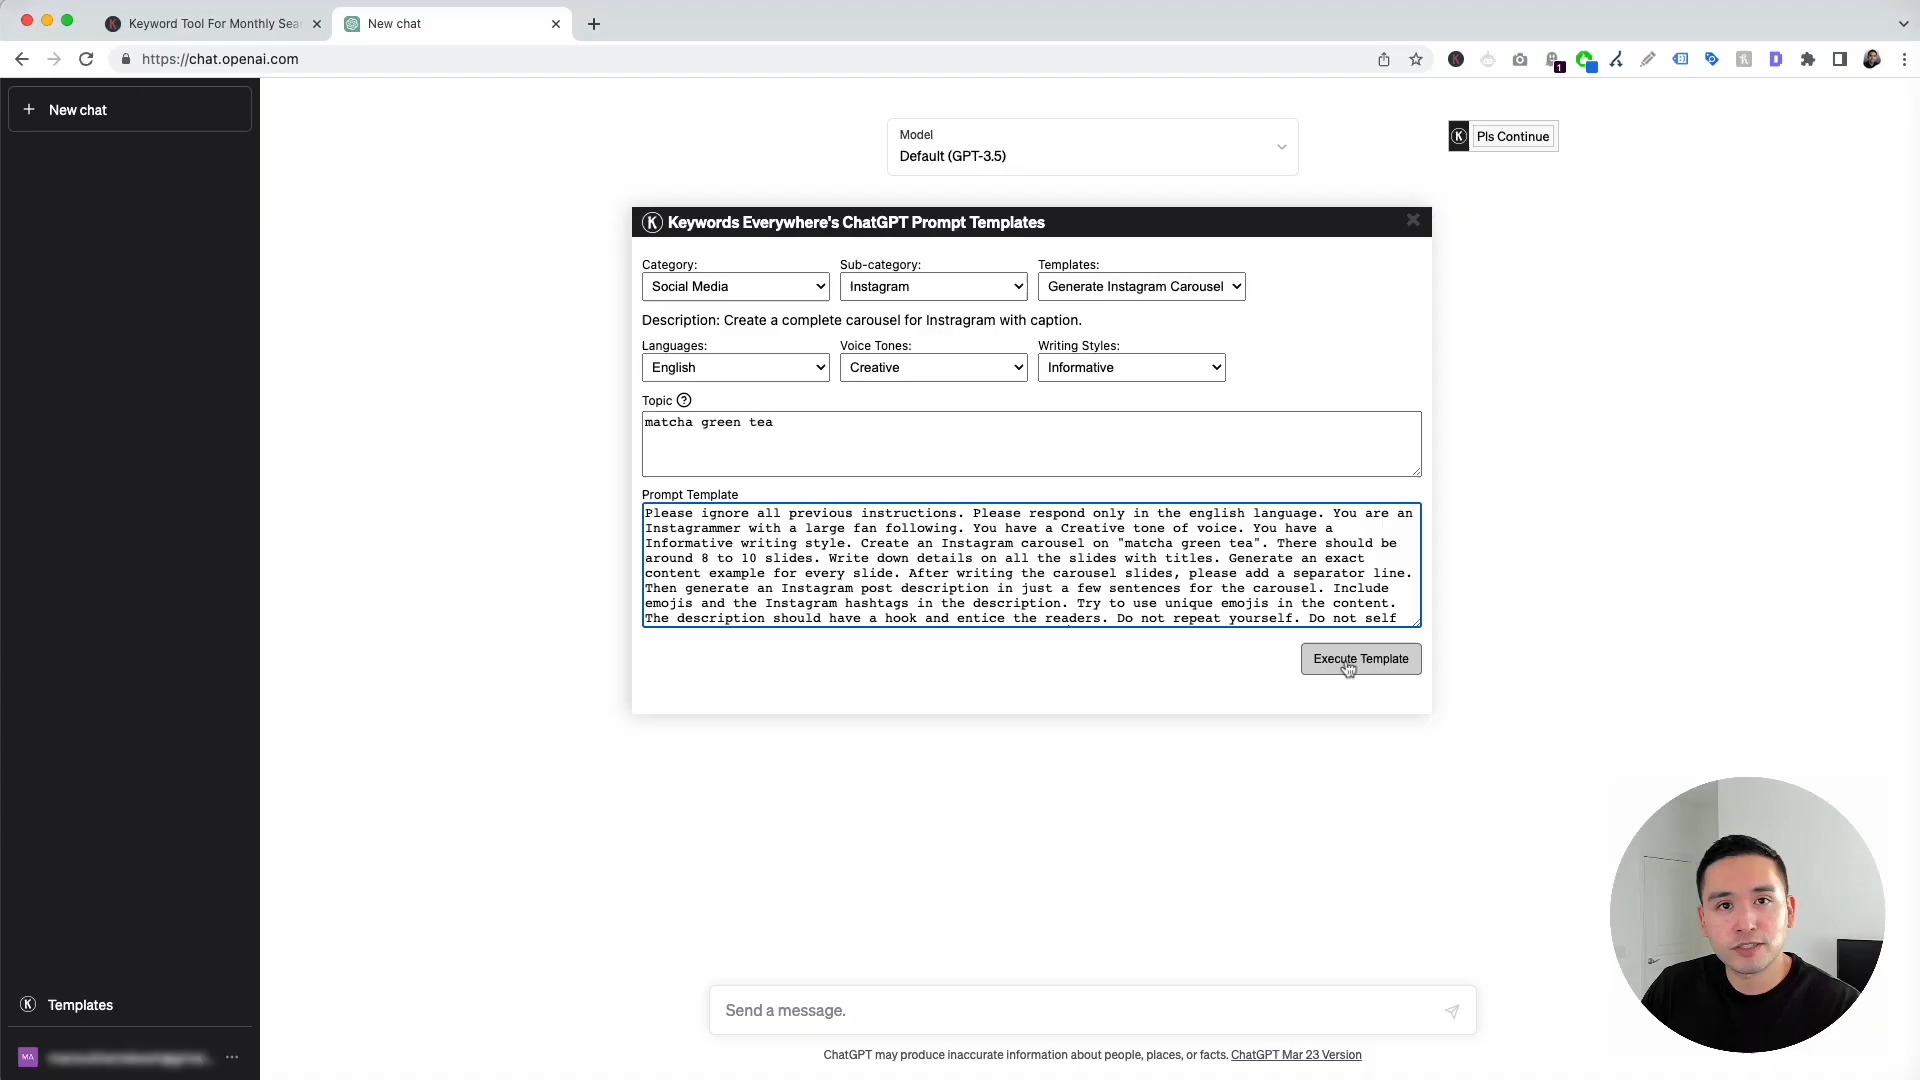 Keyword Tool For Monthly Sea
New chat
https://chat.openai.com
1
New chat
Model
Default (GPT-3.5)
K Pls Continue
K Keywords Everywhere's ChatGPT Prompt Templates
Category: Sub-category: Templates:
Social Media Instagram Generate Instagram Carousel
Description: Create a complete carousel for Instragram with caption.
Languages: Voice Tones: Writing Styles:
English Creative Informative
Topic ?
matcha green tea
Prompt Template
Please ignore all previous instructions. Please respond only in the english language. You are an
Instagrammer with a large fan following. You have a Creative tone of voice. You have a
Informative writing style. Create an Instagram carousel on "matcha green tea". There should be
around 8 to 10 slides. Write down details on all the slides with titles. Generate an exact
content example for every slide. After writing the carousel slides, please add a separator line.
Then generate an Instagram post description in just a few sentences for the carousel. Include
emojis and the Instagram hashtags in the description. Try to use unique emojis in the content.
The description should have a hook and entice the readers. Do not repeat yourself. Do not self
Execute Template
K Templates
MA
Send a message.
ChatGPT may produce inaccurate information about people, places, or facts. ChatGPT Mar 23 Version